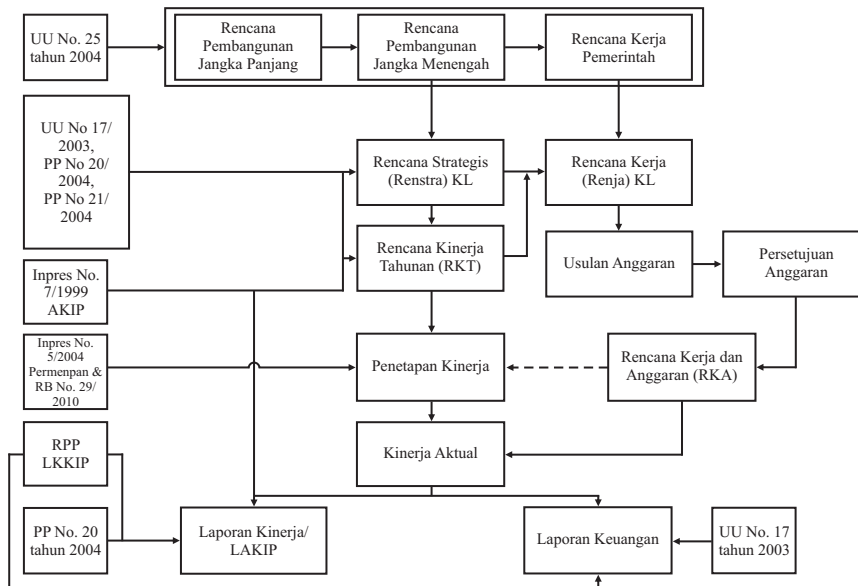 UU No. 25
tahun 2004
Rencana
Pembangunan
Jangka Panjang
Rencana
Pembangunan
Jangka Menengah
Rencana Kerja
Pemerintah
UU No 17/
2003,
PP No 20/
2004,
PP No 21/
2004
Rencana Strategis
(Renstra) KL
Rencana Kerja
(Renja) KL
Rencana Kinerja
Tahunan (RKT)
Usulan Anggaran
Persetujuan
Anggaran
Inpres No.
7/1999
AKIP
Inpres No.
5/2004
Permenpan &
RB No. 29/
2010
Penetapan Kinerja
Rencana Kerja dan
Anggaran (RKA)
RPP
LKKIP
Kinerja Aktual
PP No. 20
tahun 2004
Laporan Kinerja/
LAKIP
Laporan Keuangan
UU No. 17
tahun 2003